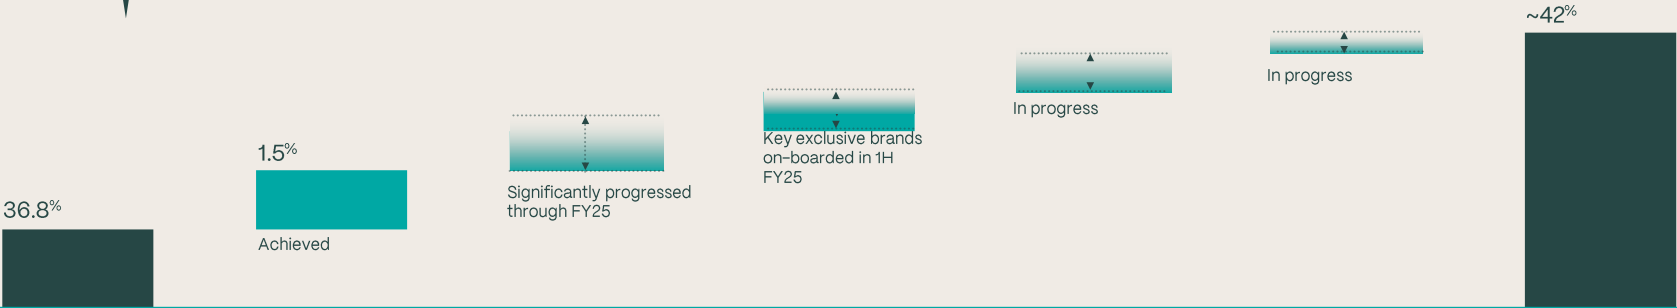 36.8%
1.5%
Achieved
Significantly progressed
through FY25
Key exclusive brands
on-boarded in 1H
FY25
In progress
In progress
~42%